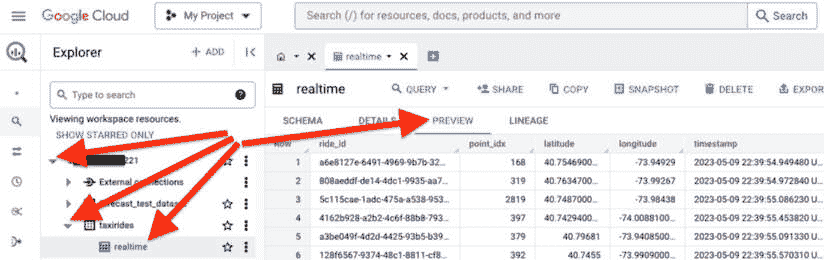 Google Cloud
My Project
Search (/) for resources, docs, products, and more
Search
Explorer
+ ADD
Type to search
Viewing workspace resources.
SHOW STARRED ONLY
221
External connections
taxirides
realtime
realtime
realtime
QUERY
SHARE
COPY
SNAPSHOT
DELETE
EXPOR
SCHEMA
DETAILS
PREVIEW
LINEAGE
Row ride_id point_idx latitude longitude timestamp
1 a6e8127e-6491-4969-9b7b-32... 168 40.7546900... -73.94929 2023-05-09 22:39:54.949480 U...
2 808aeddf-de14-4dc1-9935-aa7... 319 40.7634700... -73.99267 2023-05-09 22:39:54.972840 U...
3 5c115cae-1adc-475a-a538-953... 2819 40.7487000... -73.98438 2023-05-09 22:39:55.086230 U...
4 4162b928-a2b2-4c6f-88b8-793... 397 40.7429400... -74.0088100... 2023-05-09 22:39:55.453820 U...
5 a3be049f-4d2d-4425-93b5-b39... 379 40.79681 -73.9408500... 2023-05-09 22:39:55.091330 U...
6 128f6567-9374-48c1-8811-cf8... 392 40.7455 -73.9909000... 2023-05-09 22:39:55.570310 U...